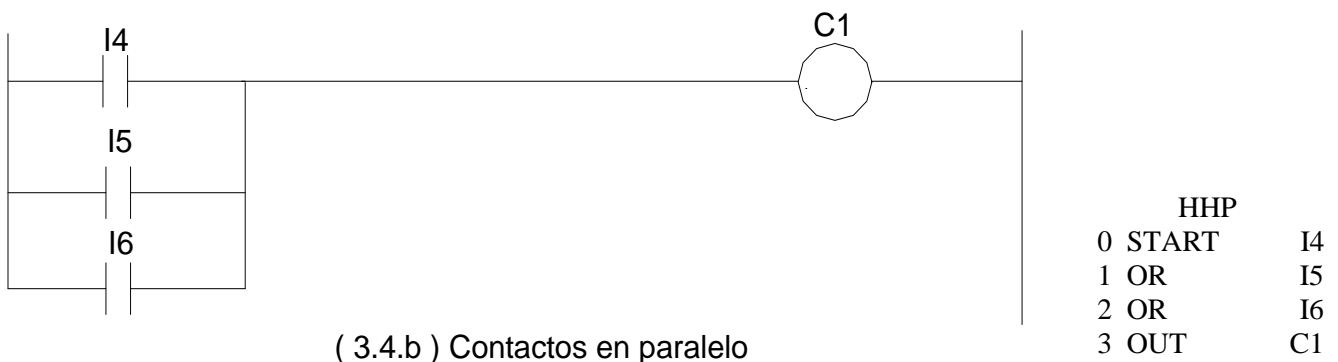 I4
C1
I5
I6
HHP
0 START I4
1 OR I5
2 OR I6
3 OUT C1
( 3.4.b ) Contactos en paralelo